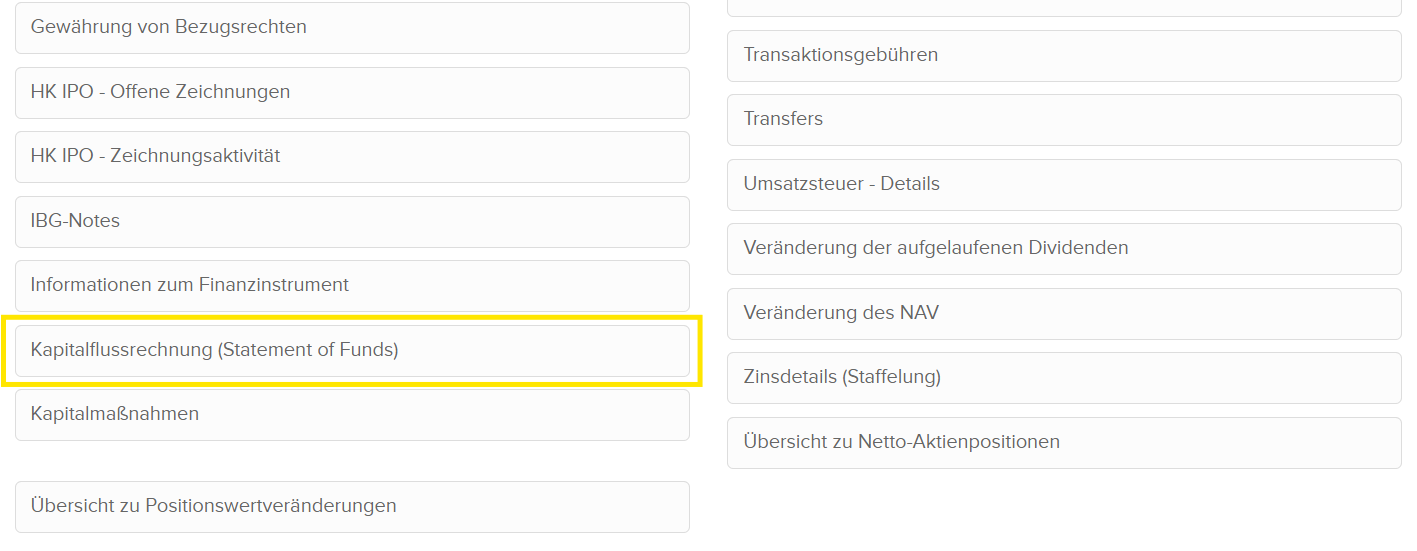 Gewährung von Bezugsrechten
HK IPO - Offene Zeichnungen
HK IPO - Zeichnungsaktivität
IBG-Notes
Informationen zum Finanzinstrument
Kapitalflussrechnung (Statement of Funds)
Kapitalmaßnahmen
Übersicht zu Positionswertveränderungen
Transaktionsgebühren
Transfers
Umsatzsteuer - Details
Veränderung der aufgelaufenen Dividenden
Veränderung des NAV
Zinsdetails (Staffelung)
Übersicht zu Netto-Aktienpositionen